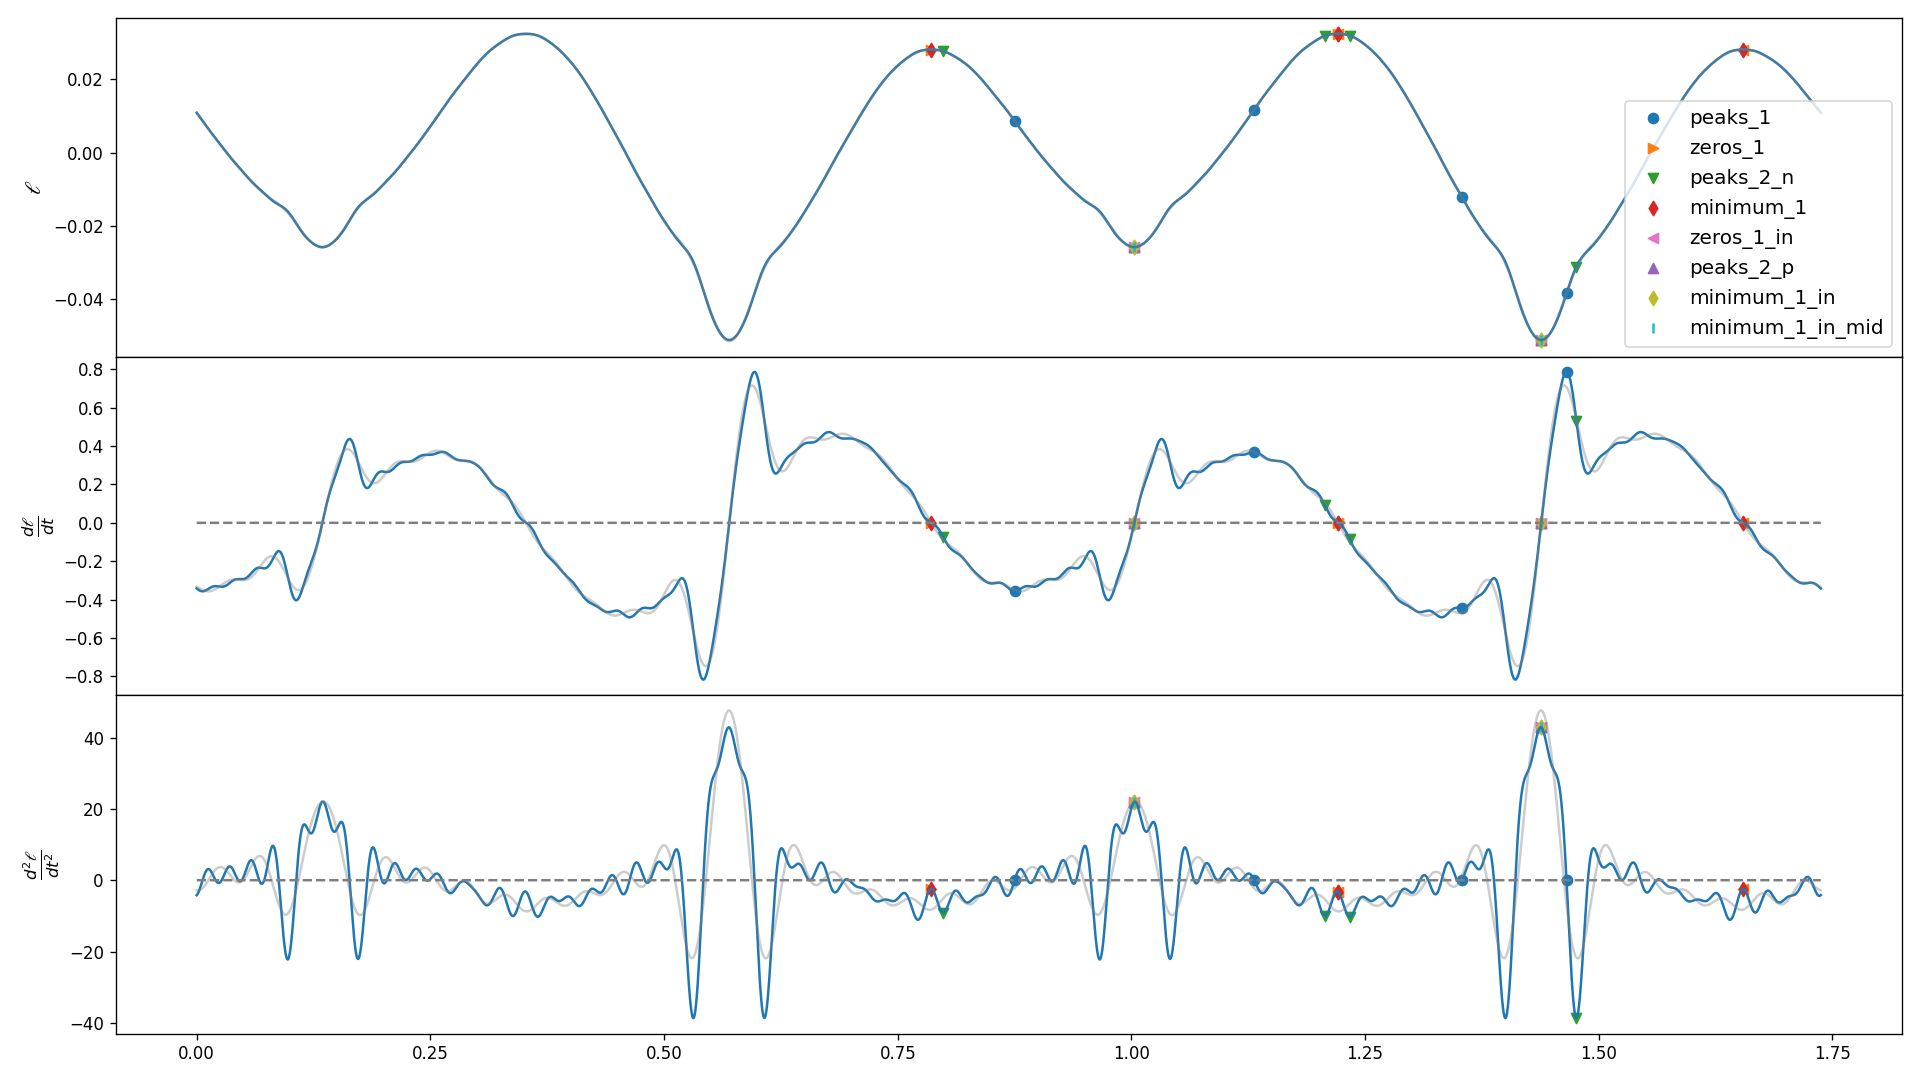 0.02
0.00
−0.02
−0.04
ℓ
peaks_1
zeros_1
peaks_2_n
minimum_1
zeros_1_in
peaks_2_p
minimum_1_in
minimum_1_in_mid
0.8
0.6
0.4
0.2
0.0
−0.2
−0.4
−0.6
−0.8
dℓ/dt
40
20
0
−20
−40
d²ℓ/dt²
0.00 0.25 0.50 0.75 1.00 1.25 1.50 1.75